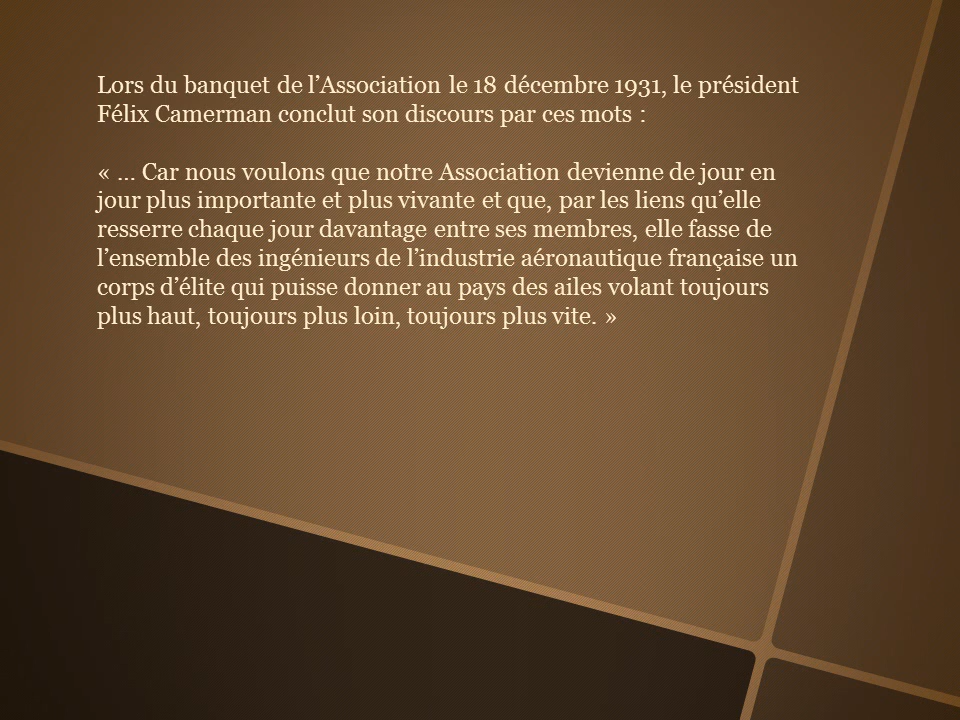 Lors du banquet de l’Association le 18 décembre 1931, le président
Félix Camerman conclut son discours par ces mots :
« … Car nous voulons que notre Association devienne de jour en
jour plus importante et plus vivante et que, par les liens qu’elle
resserre chaque jour davantage entre ses membres, elle fasse de
l’ensemble des ingénieurs de l’industrie aéronautique française un
corps d’élite qui puisse donner au pays des ailes volant toujours
plus haut, toujours plus loin, toujours plus vite. »